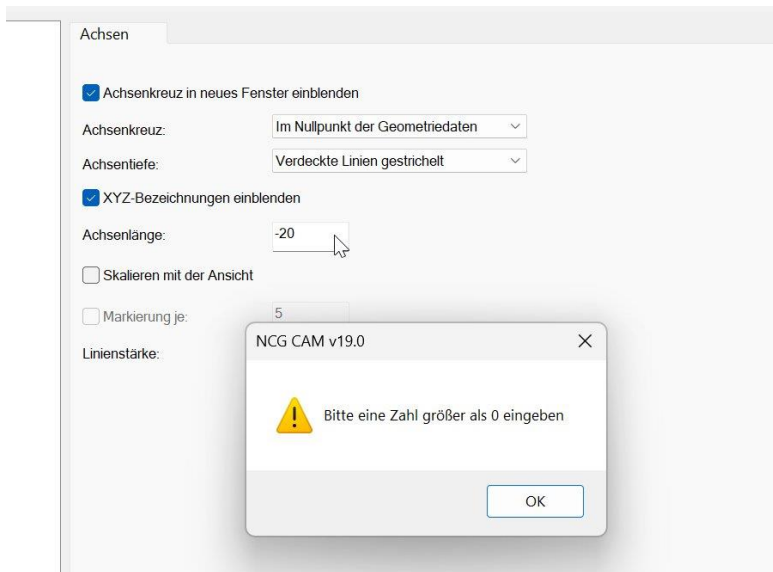 Achsen
Achsenkreuz in neues Fenster einblenden
Achsenkreuz: Im Nullpunkt der Geometriedaten
Achsentiefe: Verdeckte Linien gestrichelt
XYZ-Bezeichnungen einblenden
Achsenlänge: -20
Skalieren mit der Ansicht
Markierung je: 5
Linienstärke:
NCG CAM v19.0
Bitte eine Zahl größer als 0 eingeben
OK